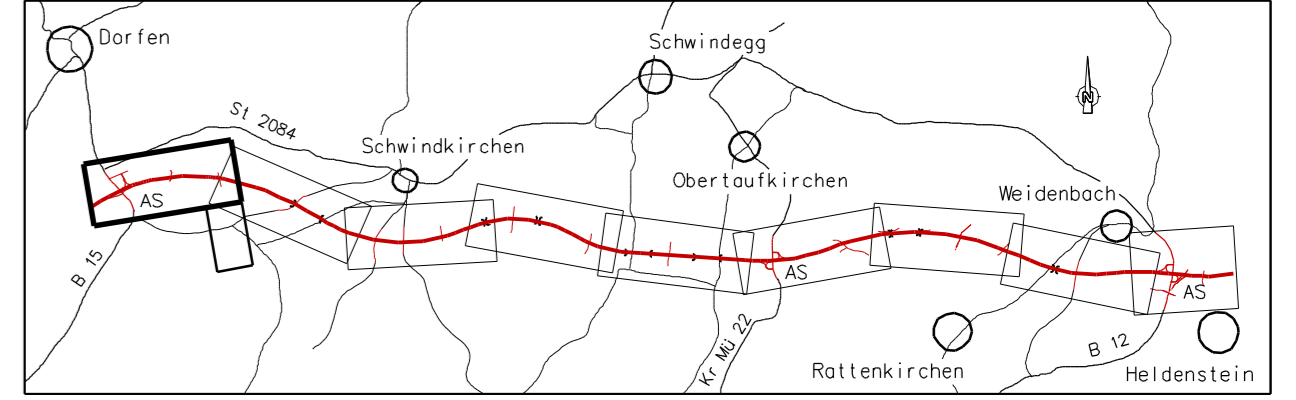 Dorfen
Schwindegg
N
St 2084
Schwindkirchen
Obertaufkirchen
Weidenbach
AS
B 15
AS
AS
Kr Mü 22
B 12
Rattenkirchen
Heldenstein